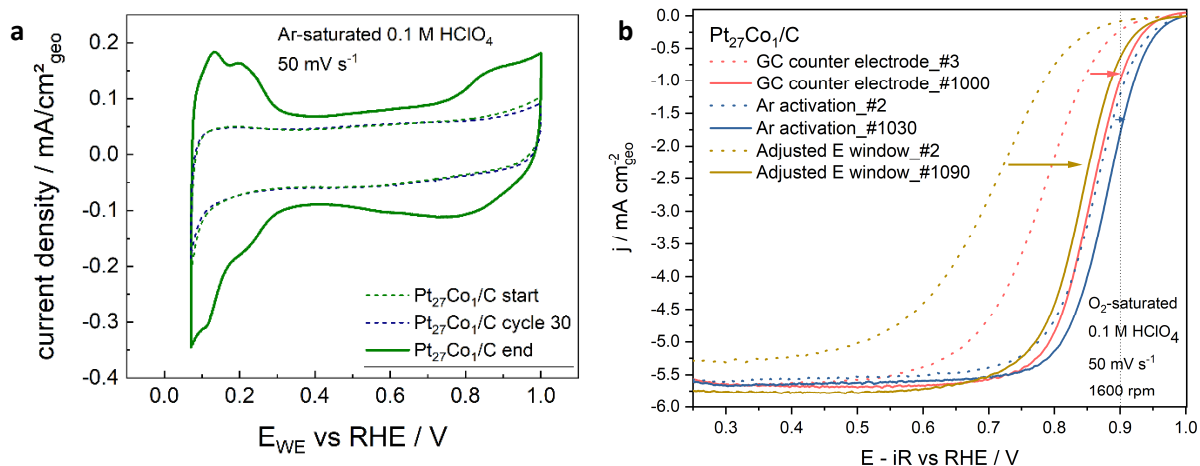 a
Ar-saturated 0.1 M HClO₄
50 mV s⁻¹
current density / mA/cm²geo
0.2
0.1
0.0
-0.1
-0.2
-0.3
-0.4
Pt₂₇Co₁/C start
Pt₂₇Co₁/C cycle 30
Pt₂₇Co₁/C end
0.0 0.2 0.4 0.6 0.8 1.0
E_WE vs RHE / V
b
Pt₂₇Co₁/C
GC counter electrode_#3
GC counter electrode_#1000
Ar activation_#2
Ar activation_#1030
Adjusted E window_#2
Adjusted E window_#1090
j / mA cm⁻²geo
0.0
-0.5
-1.0
-1.5
-2.0
-2.5
-3.0
-3.5
-4.0
-4.5
-5.0
-5.5
-6.0
O₂-saturated
0.1 M HClO₄
50 mV s⁻¹
1600 rpm
0.3 0.4 0.5 0.6 0.7 0.8 0.9 1.0
E - iR vs RHE / V